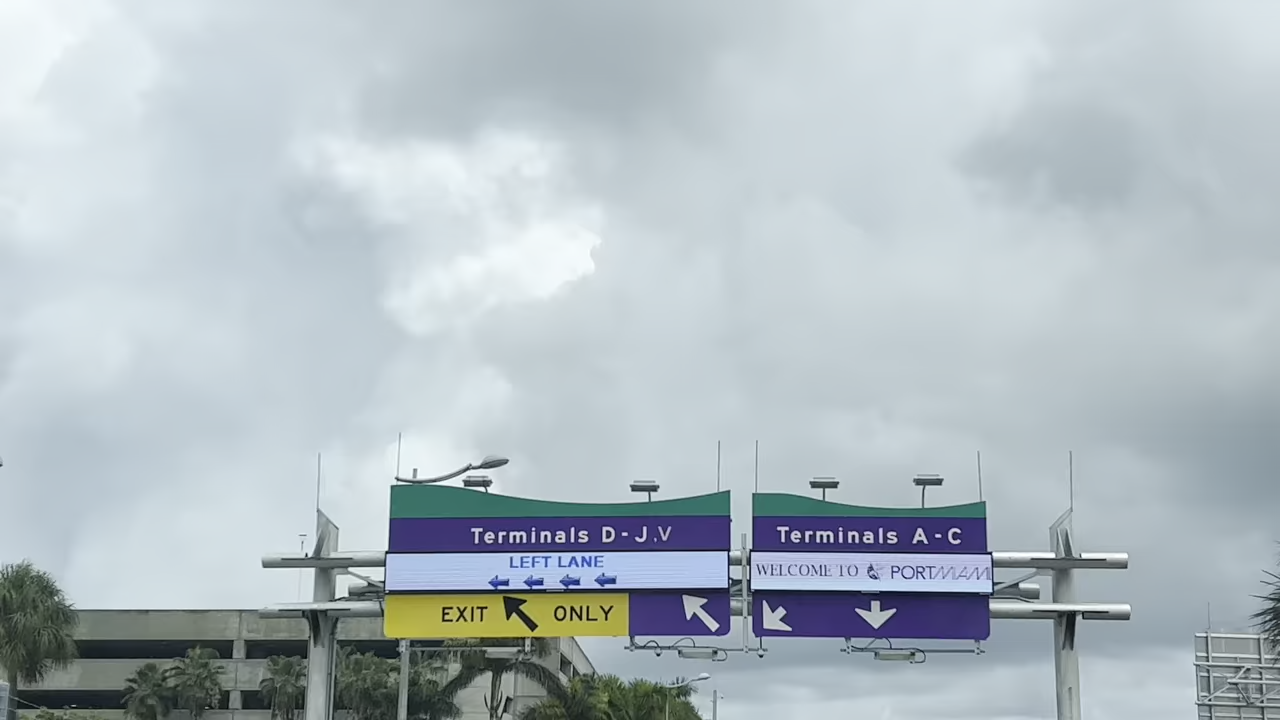 Terminals D-J,V
LEFT LANE
EXIT ONLY
Terminals A-C
WELCOME TO PORTMIAMI